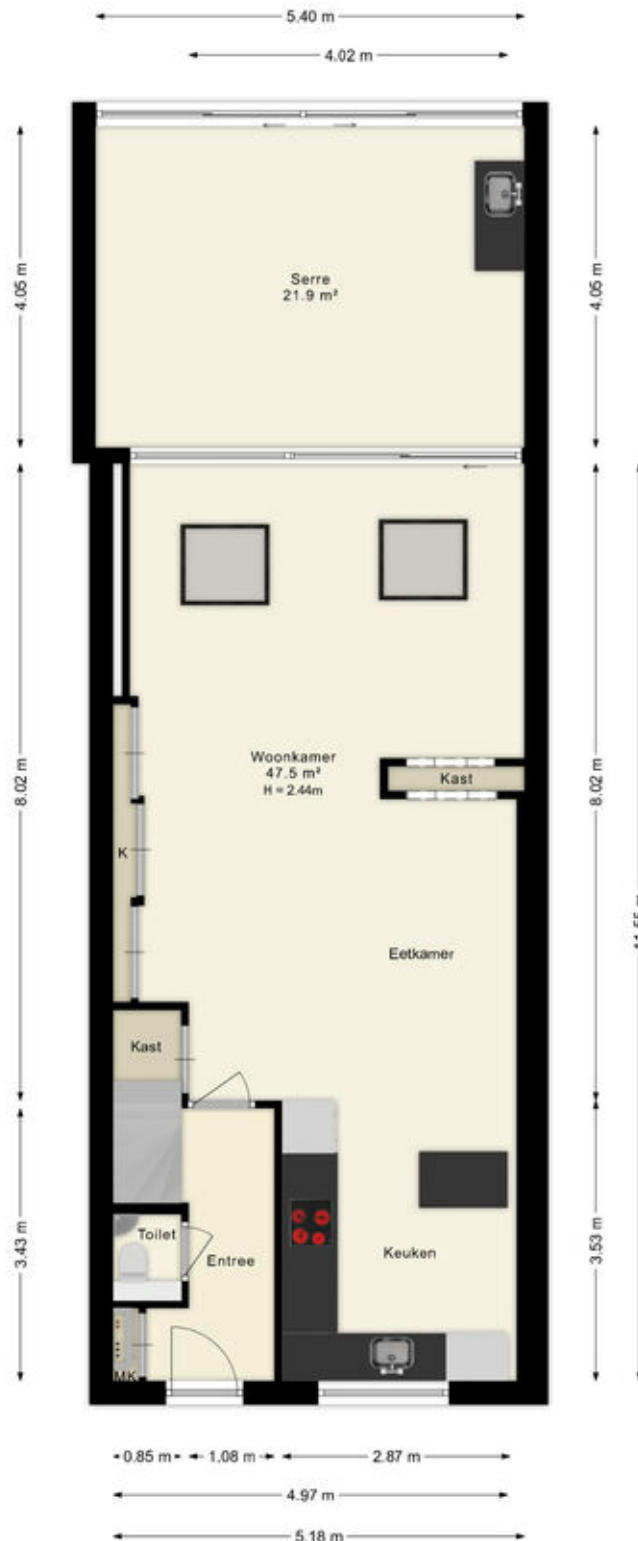 5.40 m
4.02 m
4.05 m
4.05 m
Serre
21.9 m²
8.02 m
8.02 m
Woonkamer
47.5 m²
H = 2.44m
Kast
K
Eetkamer
Kast
3.43 m
3.53 m
Toilet
Entree
Keuken
MK
0.85 m
1.08 m
2.87 m
4.97 m
5.18 m